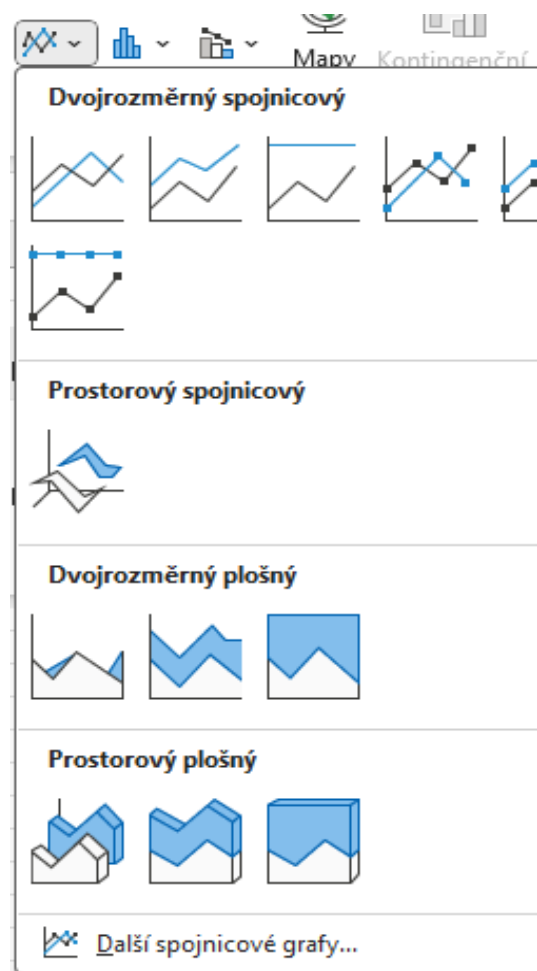 Mapy
Kontingenční
Dvojrozměrný spojnicový
Prostorový spojnicový
Dvojrozměrný plošný
Prostorový plošný
Další spojnicové grafy...